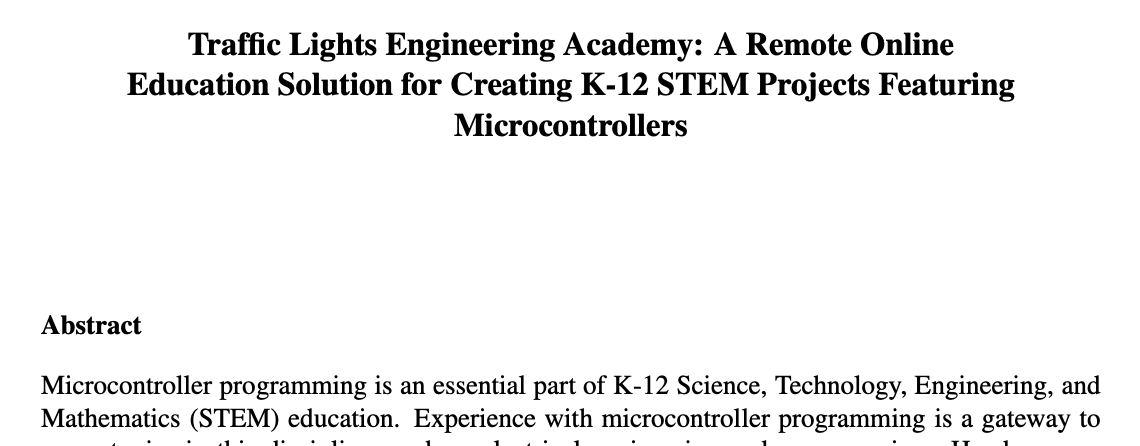 Traffic Lights Engineering Academy: A Remote Online
Education Solution for Creating K-12 STEM Projects Featuring
Microcontrollers
Abstract
Microcontroller programming is an essential part of K-12 Science, Technology, Engineering, and
Mathematics (STEM) education. Experience with microcontroller programming is a gateway to